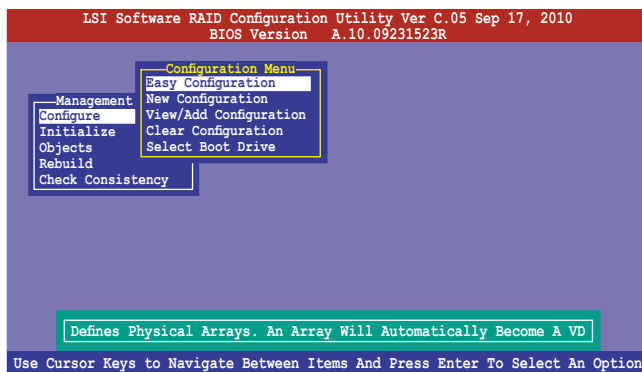 LSI Software RAID Configuration Utility Ver C.05 Sep 17, 2010
BIOS Version A.10.09231523R
Configuration Menu
Easy Configuration
New Configuration
View/Add Configuration
Clear Configuration
Select Boot Drive
Management
Configure
Initialize
Objects
Rebuild
Check Consistency
Defines Physical Arrays. An Array Will Automatically Become A VD
Use Cursor Keys to Navigate Between Items And Press Enter To Select An Option